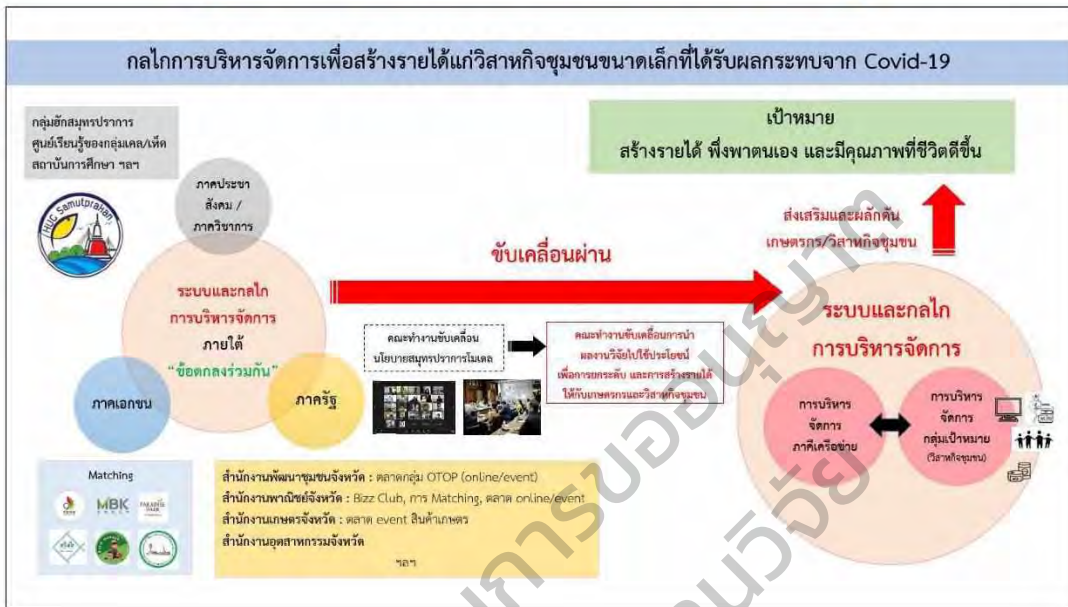 กลไกการบริหารจัดการเพื่อสร้างรายได้แก่วิสาหกิจชุมชนขนาดเล็กที่ได้รับผลกระทบจาก Covid-19
กลุ่มฮักสมุทรปราการ
ศูนย์เรียนรู้ของกลุ่มเคล/เห็ด
สถาบันการศึกษา ฯลฯ
HUG Samutprakan
ภาคประชา
สังคม /
ภาควิชาการ
ระบบและกลไก
การบริหารจัดการ
ภายใต้
“ข้อตกลงร่วมกัน”
ภาคเอกชน
ภาครัฐ
Matching
MBK
PARADISE
PARK
สำนักงานพัฒนาชุมชนจังหวัด : ตลาดกลุ่ม OTOP (online/event)
สำนักงานพาณิชย์จังหวัด : Bizz Club, การ Matching, ตลาด online/event
สำนักงานเกษตรจังหวัด : ตลาด event สินค้าเกษตร
สำนักงานอุตสาหกรรมจังหวัด
ฯลฯ
ขับเคลื่อนผ่าน
คณะทำงานขับเคลื่อน
นโยบายสมุทรปราการโมเดล
คณะทำงานขับเคลื่อนการนำ
ผลงานวิจัยไปใช้ประโยชน์
เพื่อการยกระดับ และการสร้างรายได้
ให้กับเกษตรกรและวิสาหกิจชุมชน
เป้าหมาย
สร้างรายได้ พึ่งพาตนเอง และมีคุณภาพที่ชีวิตดีขึ้น
ส่งเสริมและผลักดัน
เกษตรกร/วิสาหกิจชุมชน
ระบบและกลไก
การบริหารจัดการ
การบริหาร
จัดการ
ภาคีเครือข่าย
การบริหาร
จัดการ
กลุ่มเป้าหมาย
(วิสาหกิจชุมชน)